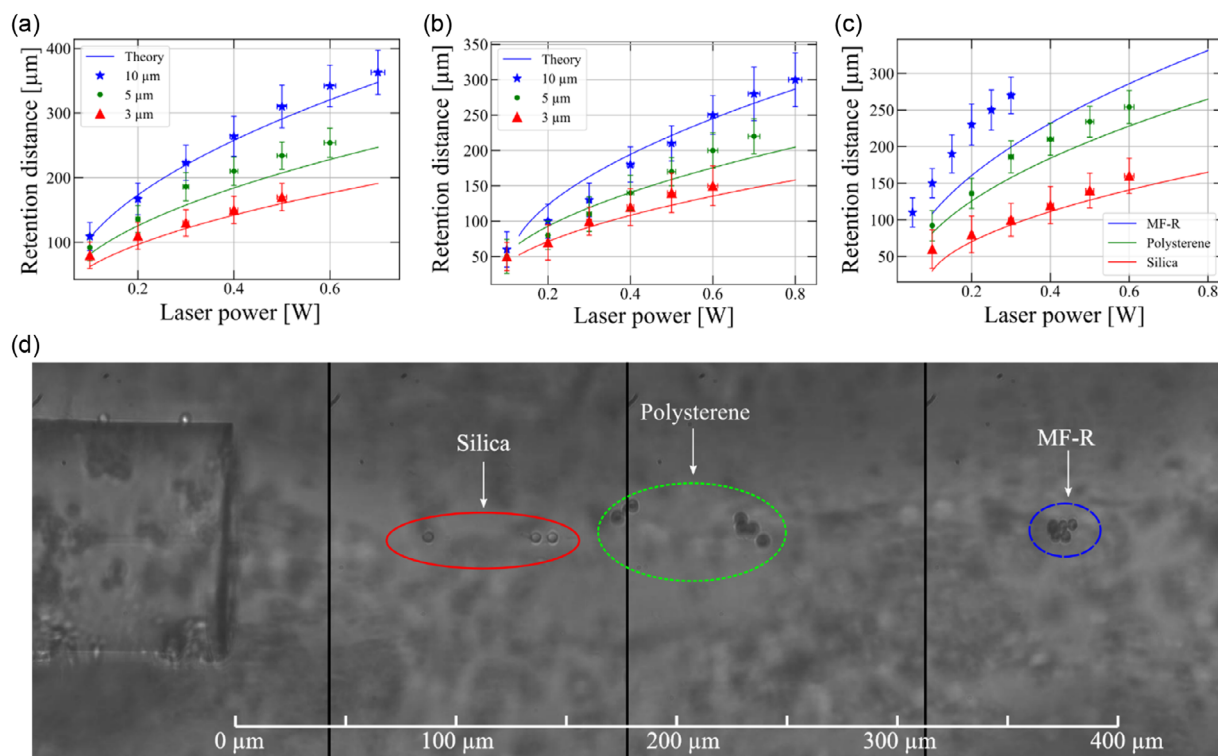 (a)
Retention distance [µm]
400
300
200
100
Theory
10 µm
5 µm
3 µm
0.2
0.4
0.6
Laser power [W]
(b)
Retention distance [µm]
350
300
250
200
150
100
50
0
Theory
10 µm
5 µm
3 µm
0.2
0.4
0.6
0.8
Laser power [W]
(c)
Retention distance [µm]
300
250
200
150
100
50
MF-R
Polysterene
Silica
0.2
0.4
0.6
0.8
Laser power [W]
(d)
Silica
Polysterene
MF-R
0 µm
100 µm
200 µm
300 µm
400 µm